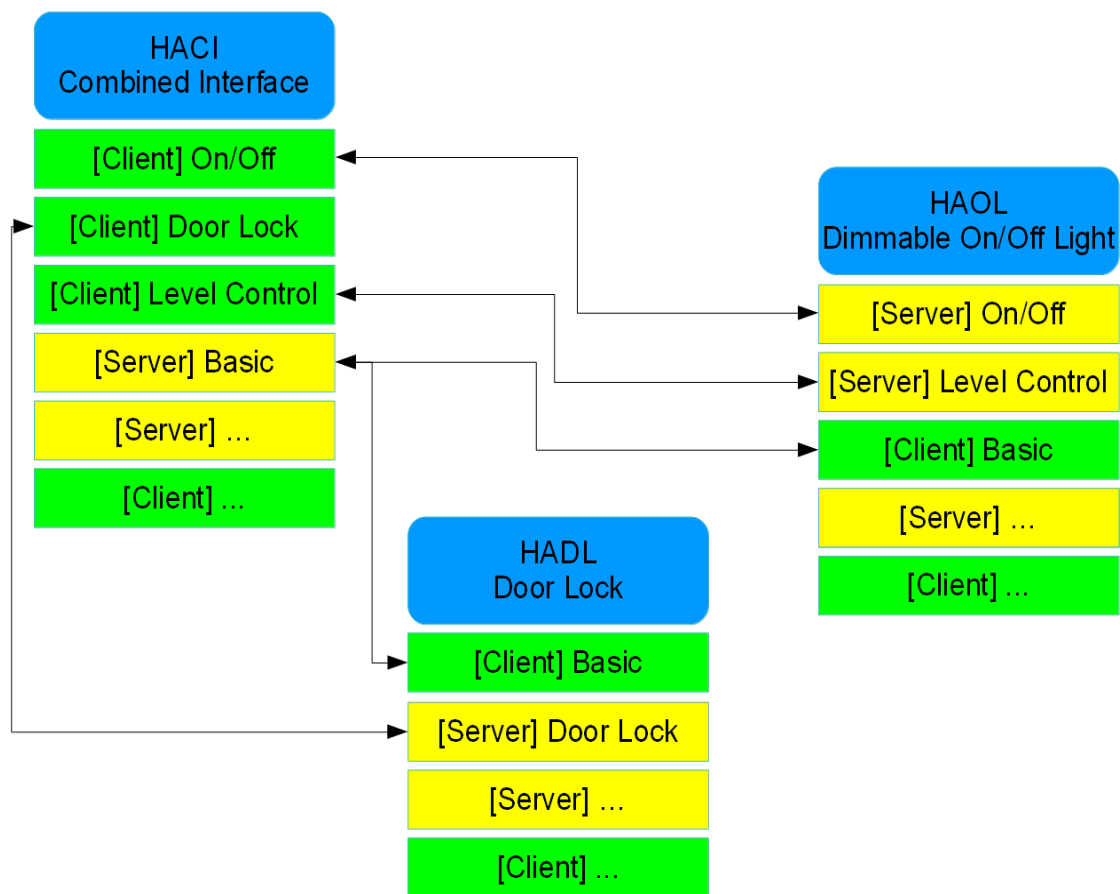 HACI
Combined Interface
[Client] On/Off
[Client] Door Lock
[Client] Level Control
[Server] Basic
[Server] ...
[Client] ...
HAOL
Dimmable On/Off Light
[Server] On/Off
[Server] Level Control
[Client] Basic
[Server] ...
[Client] ...
HADL
Door Lock
[Client] Basic
[Server] Door Lock
[Server] ...
[Client] ...